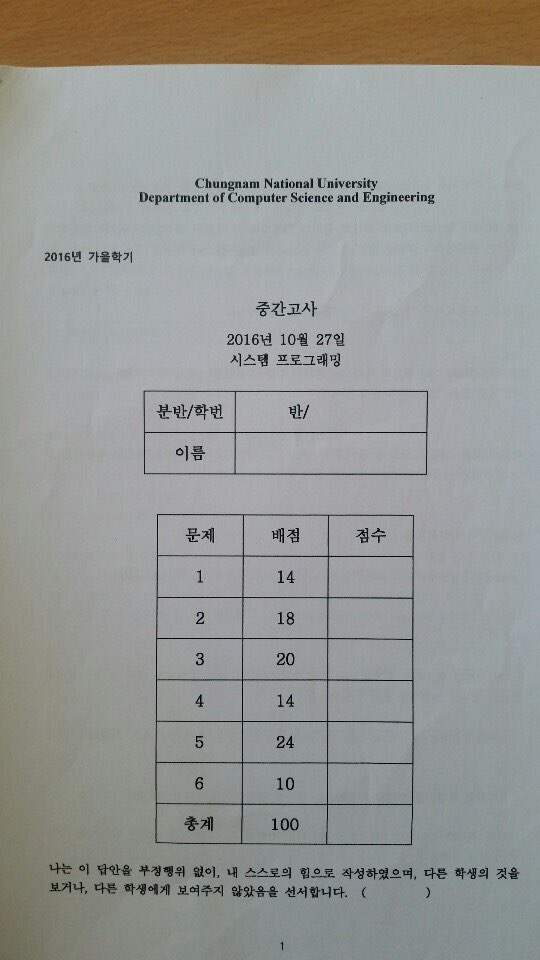 Chungnam National University
Department of Computer Science and Engineering
2016년 가을학기
중간고사
2016년 10월 27일
시스템 프로그래밍
분반/학번 반/
이름
문제 배점 점수
1 14
2 18
3 20
4 14
5 24
6 10
총계 100
나는 이 답안을 부정행위 없이, 내 스스로의 힘으로 작성하였으며, 다른 학생의 것을
보거나, 다른 학생에게 보여주지 않았음을 선서합니다. ( )
1